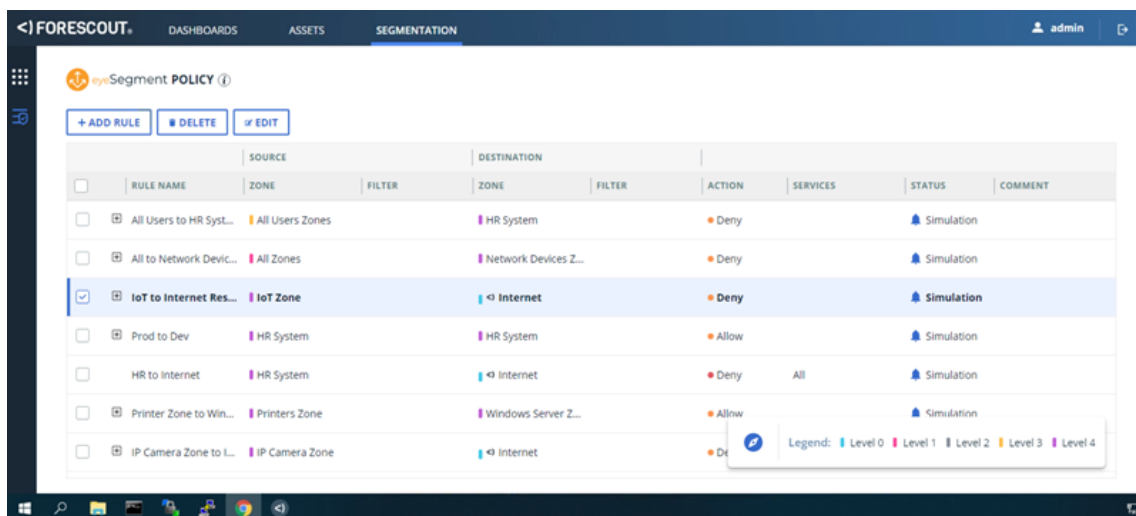 <) FORESCOUT. DASHBOARDS ASSETS SEGMENTATION admin
eyeSegment POLICY
+ ADD RULE DELETE EDIT
SOURCE DESTINATION
RULE NAME ZONE FILTER ZONE FILTER ACTION SERVICES STATUS COMMENT
All Users to HR Syst... All Users Zones HR System Deny Simulation
All to Network Devic... All Zones Network Devices Z... Deny Simulation
IoT to Internet Res... IoT Zone Internet Deny Simulation
Prod to Dev HR System HR System Allow Simulation
HR to Internet HR System Internet Deny All Simulation
Printer Zone to Win... Printers Zone Windows Server Z... Allow Simulation
IP Camera Zone to I... IP Camera Zone Internet De
Legend: Level 0 Level 1 Level 2 Level 3 Level 4